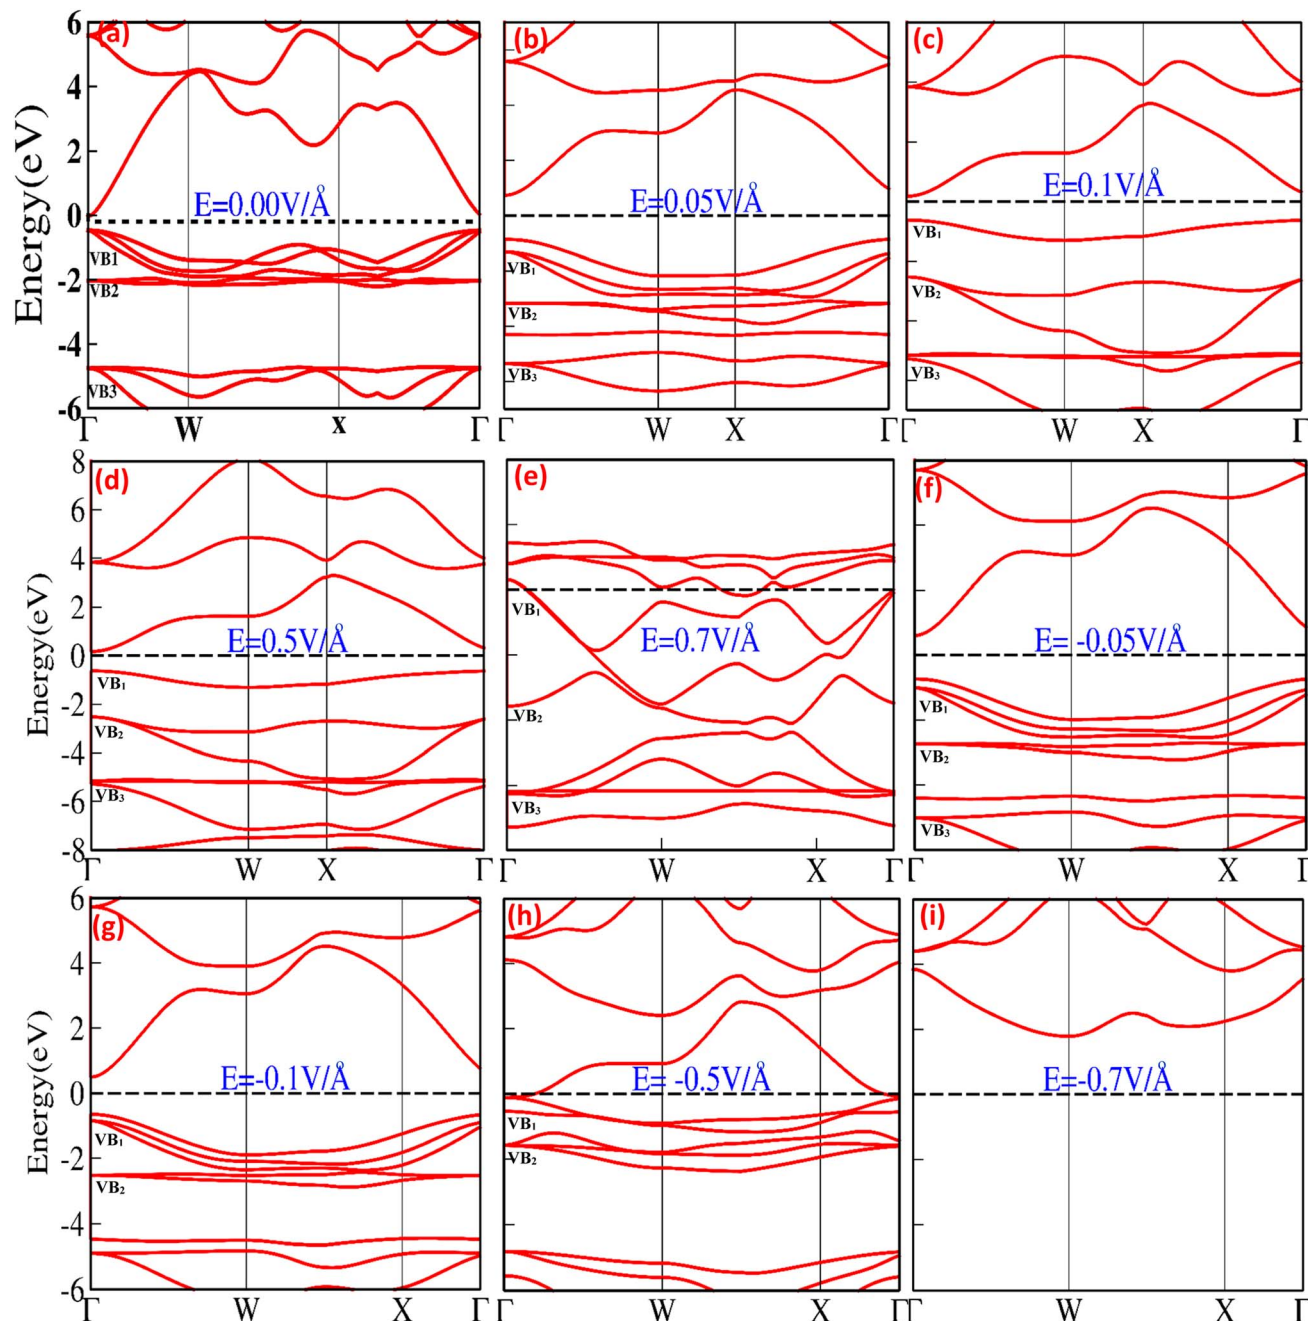 (a)
(b)
(c)
6
4
2
0
-2
-4
-6
Energy(eV)
E=0.00V/Å
E=0.05V/Å
E=0.1V/Å
VB1
VB2
VB3
VB₁
VB₂
VB₃
VB₁
VB₂
VB₃
Γ W x Γ
Γ W X Γ
Γ W X Γ
(d)
(e)
(f)
8
6
4
2
0
-2
-4
-6
-8
Energy(eV)
E=0.5V/Å
E=0.7V/Å
E= -0.05V/Å
VB₁
VB₂
VB₃
VB₁
VB₂
VB₃
VB₁
VB₂
VB₃
Γ W X Γ
Γ W X Γ
Γ W X Γ
(g)
(h)
(i)
6
4
2
0
-2
-4
-6
Energy(eV)
E=-0.1V/Å
E= -0.5V/Å
E=-0.7V/Å
VB₁
VB₂
VB₁
VB₂
Γ W X Γ
Γ W X Γ
Γ W X Γ